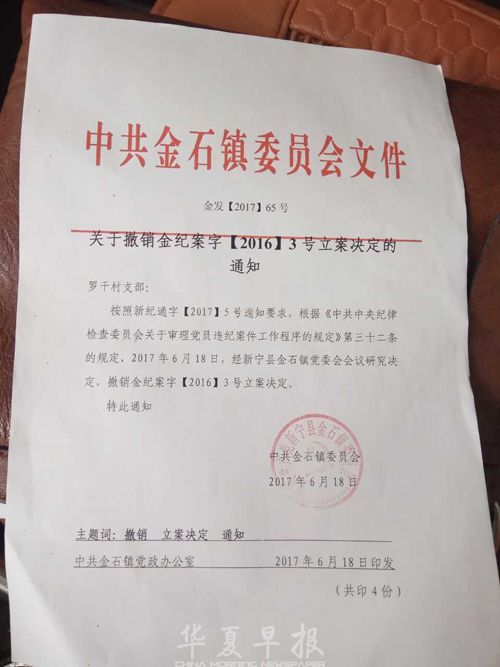 中共金石镇委员会文件
金发【2017】65号
关于撤销金纪案字【2016】3号立案决定的
通知
罗干村支部：
按照新纪通字【2017】5号通知要求，根据《中共中央纪律
检查委员会关于审理党员违纪案件工作程序的规定》第三十二条
的规定，2017年6月18日，经新宁县金石镇党委会会议研究决
定，撤销金纪案字【2016】3号立案决定。
特此通知
中共金石镇委员会
2017年6月18日
主题词：撤销 立案决定 通知
中共金石镇党政办公室 2017年6月18日印发
（共印4份）
华夏早报
CHINA MORNING NEWSPAPER